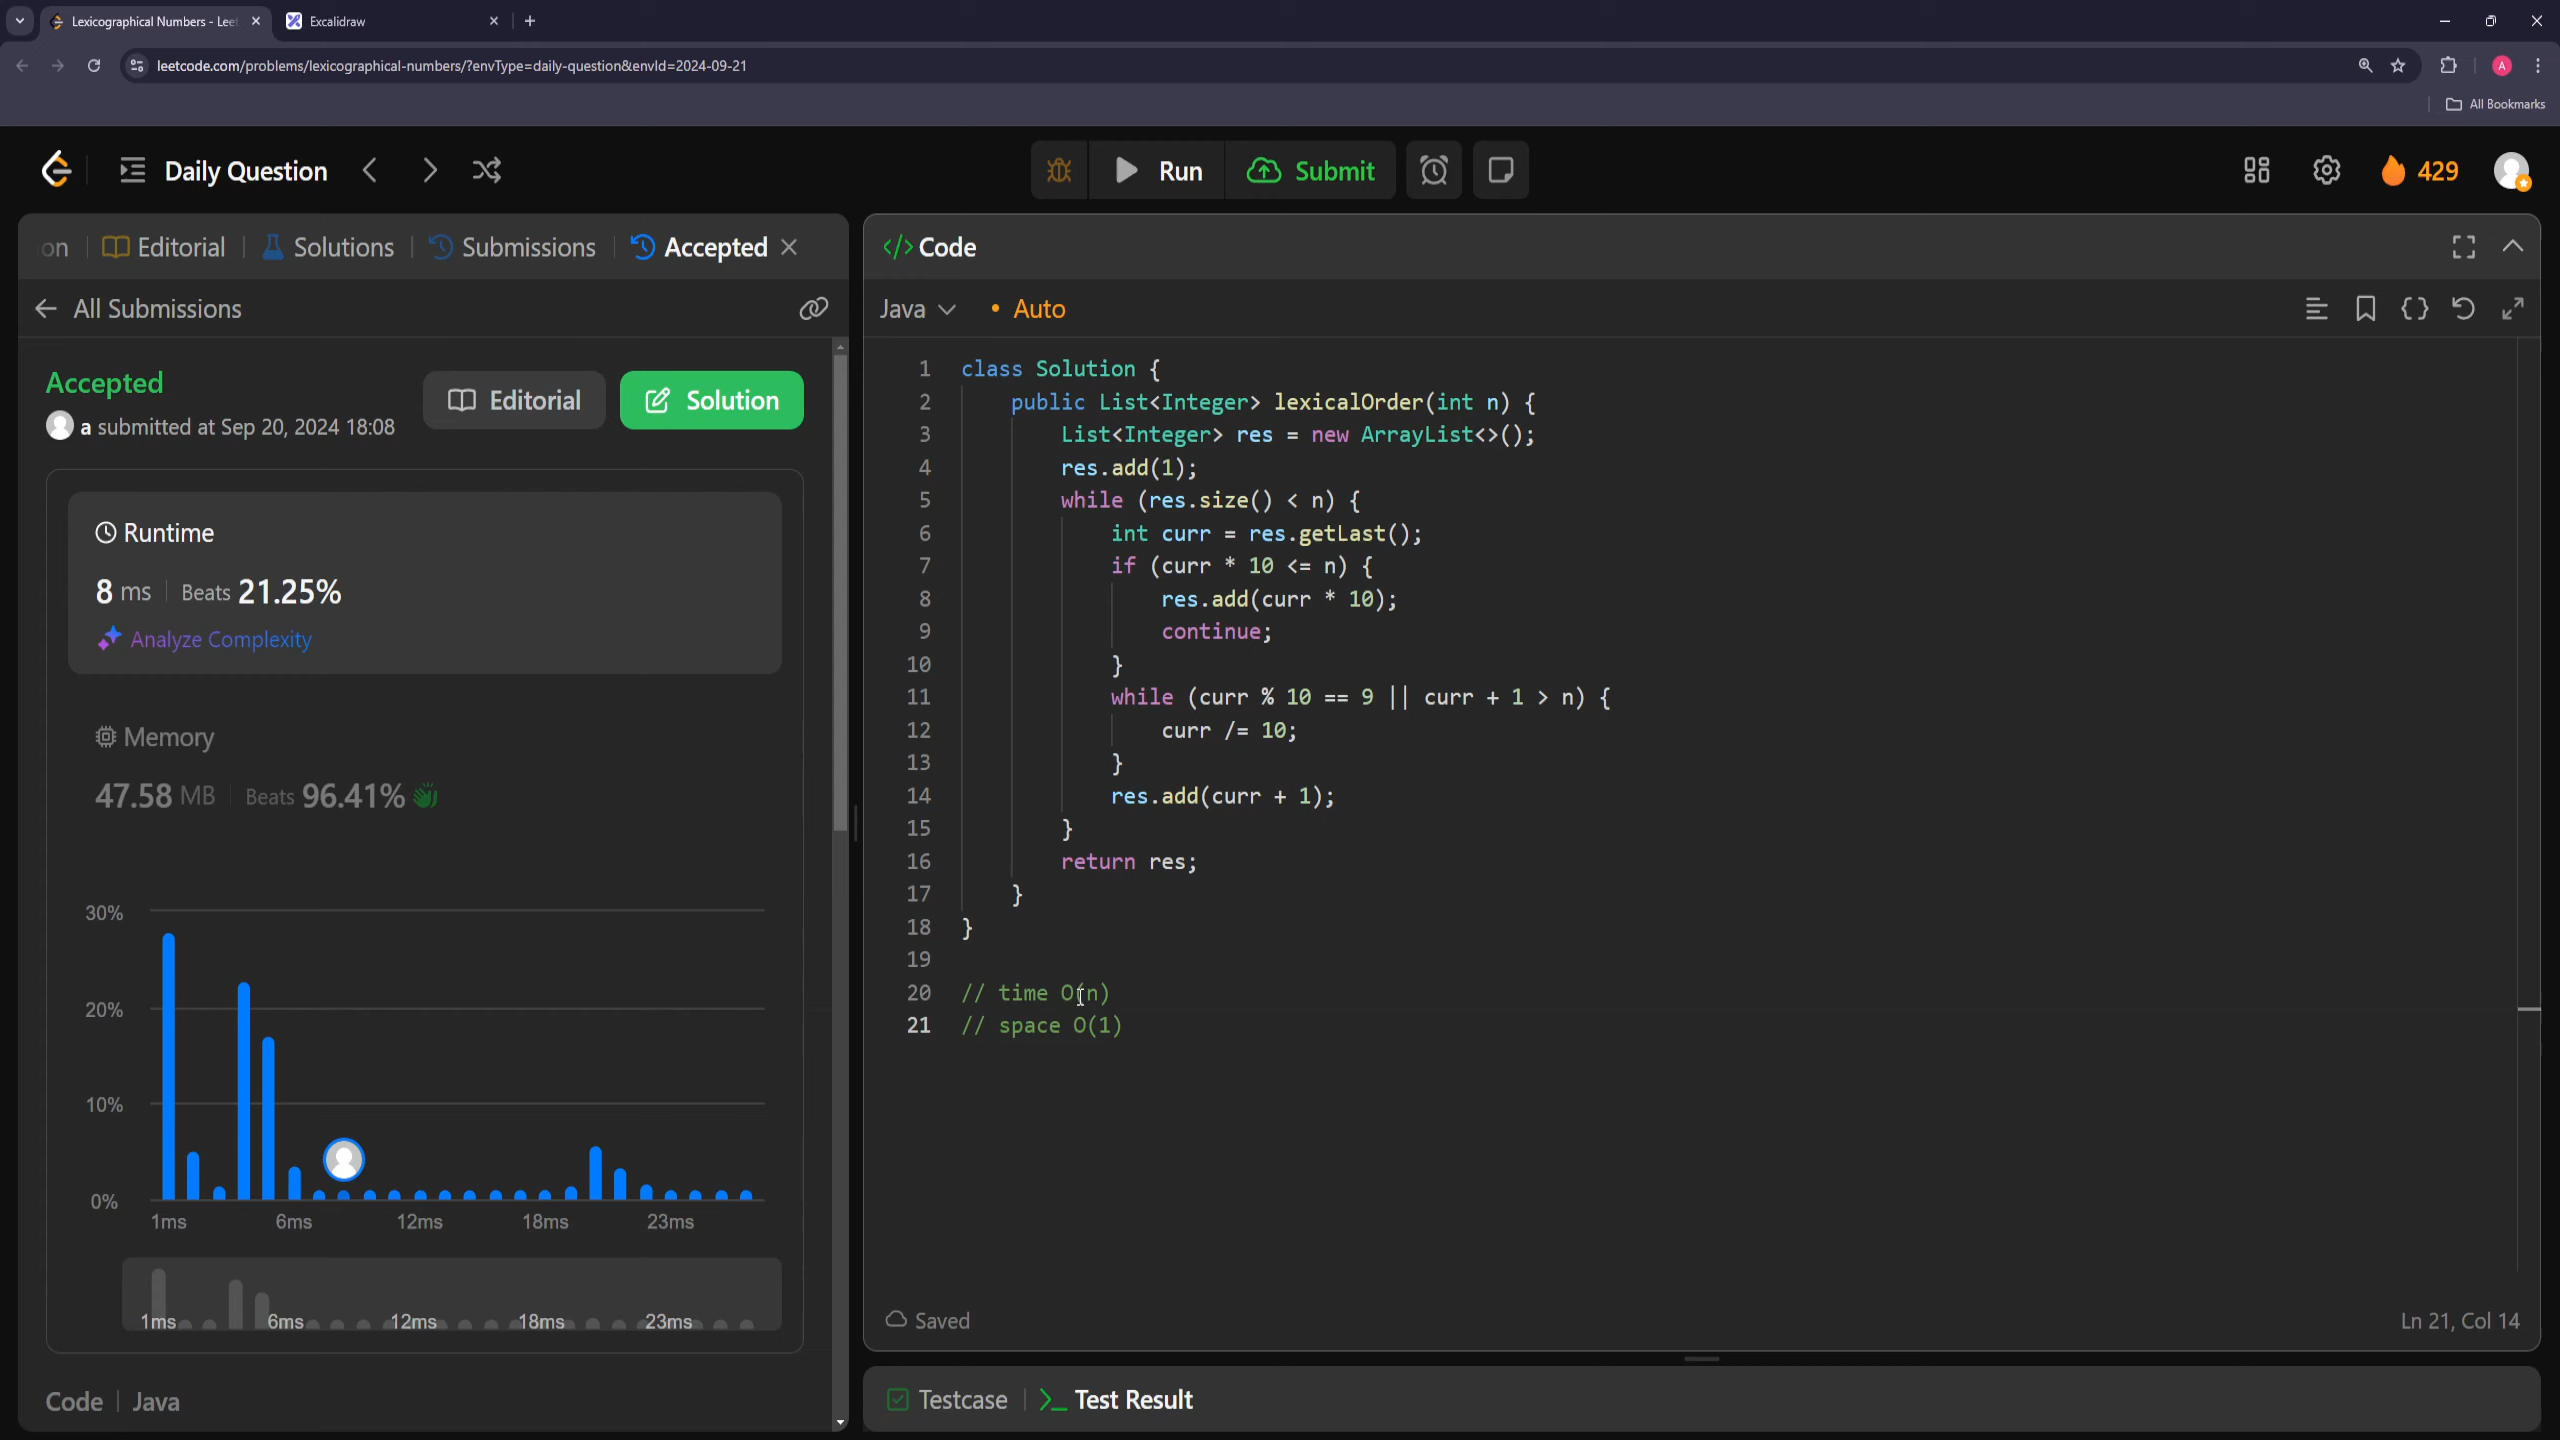 Lexicographical Numbers - Leet
Excalidraw
leetcode.com/problems/lexicographical-numbers/?envType=daily-question&envId=2024-09-21
A
All Bookmarks
Daily Question
Run
Submit
429
on
Editorial
Solutions
Submissions
Accepted
All Submissions
Accepted
a submitted at Sep 20, 2024 18:08
Editorial
Solution
Runtime
8 ms
Beats 21.25%
Analyze Complexity
Memory
47.58 MB
Beats 96.41%
30%
20%
10%
0%
1ms
6ms
12ms
18ms
23ms
1ms
6ms
12ms
18ms
23ms
Code
Java
</> Code
Java
• Auto
1 class Solution {
2 public List<Integer> lexicalOrder(int n) {
3 List<Integer> res = new ArrayList<>();
4 res.add(1);
5 while (res.size() < n) {
6 int curr = res.getLast();
7 if (curr * 10 <= n) {
8 res.add(curr * 10);
9 continue;
10 }
11 while (curr % 10 == 9 || curr + 1 > n) {
12 curr /= 10;
13 }
14 res.add(curr + 1);
15 }
16 return res;
17 }
18 }
19
20 // time O(n)
21 // space O(1)
Saved
Ln 21, Col 14
Testcase
Test Result